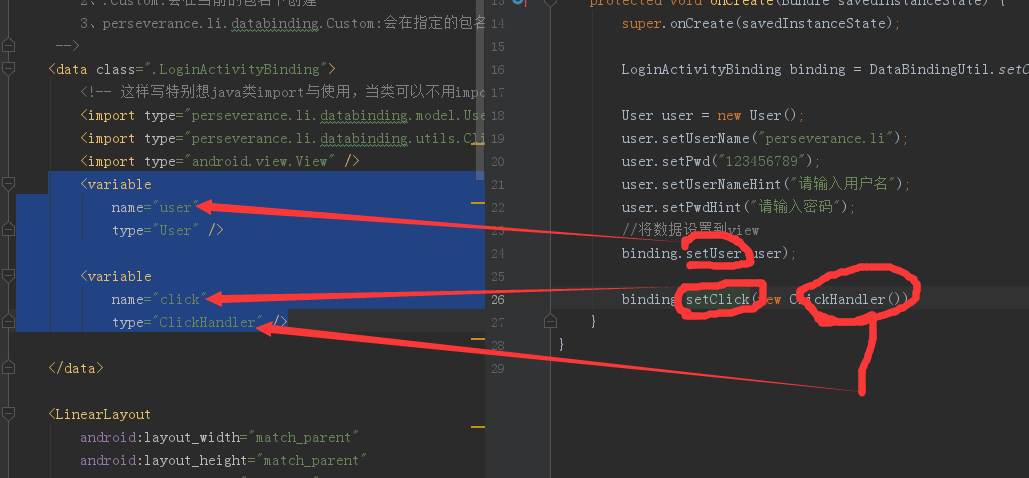 2、.Custom:会在当前的包名下创建
3、perseverance.li.databinding.Custom:会在指定的包名
-->
<data class=".LoginActivityBinding">
<!-- 这样写特别想java类import与使用，当类可以不用impo
<import type="perseverance.li.databinding.model.Use
<import type="perseverance.li.databinding.utils.Cli
<import type="android.view.View" />
<variable
name="user"
type="User" />
<variable
name="click"
type="ClickHandler" />
</data>
<LinearLayout
android:layout_width="match_parent"
android:layout_height="match_parent"
13 protected void onCreate(Bundle savedInstanceState) {
14 super.onCreate(savedInstanceState);
15
16 LoginActivityBinding binding = DataBindingUtil.setC
17
18 User user = new User();
19 user.setUserName("perseverance.li");
20 user.setPwd("123456789");
21 user.setUserNameHint("请输入用户名");
22 user.setPwdHint("请输入密码");
23 //将数据设置到view
24 binding.setUser(user);
25
26 binding.setClick(new ClickHandler())
27 }
28 }
29